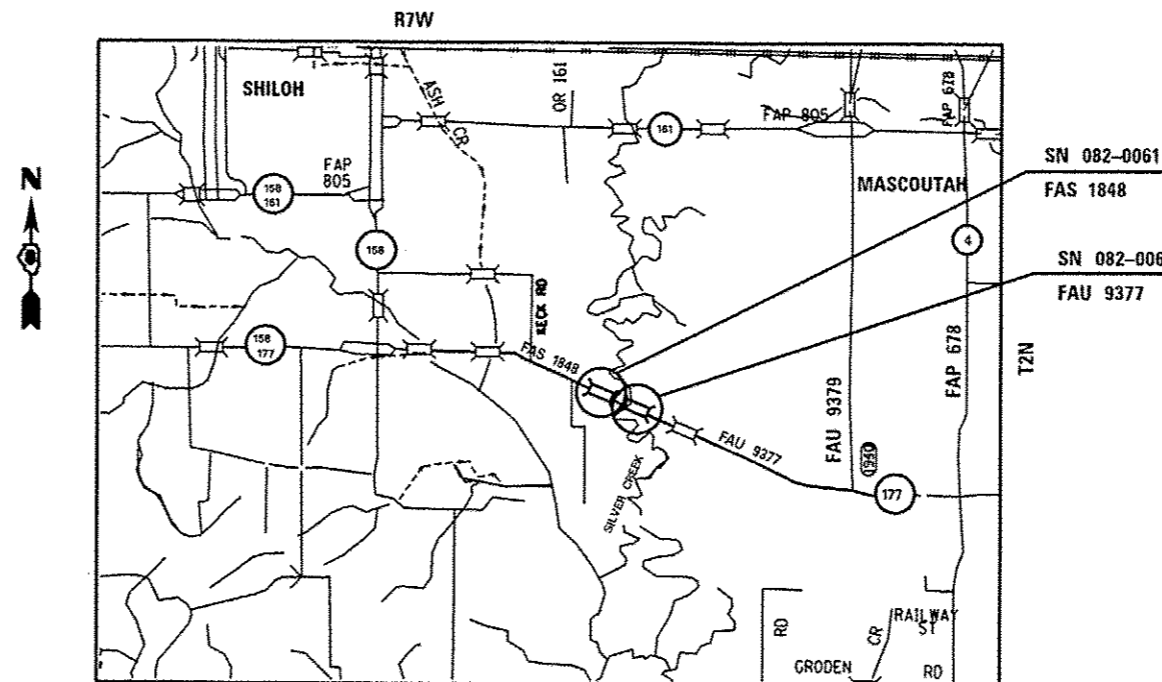 R7W
SHILOH
ASH CR
OR 161
FAP 805
FAP 678
161
FAP
805
158
161
MASCOUTAH
SN 082-0061
FAS 1848
N
158
4
SN 082-006
FAU 9377
KECK RD
158
177
FAS 1848
T2N
FAU 9379
FAP 678
FAU 9377
1940
177
SILVER CREEK
RD
CR
RAILWAY
ST
GRODEN
RD